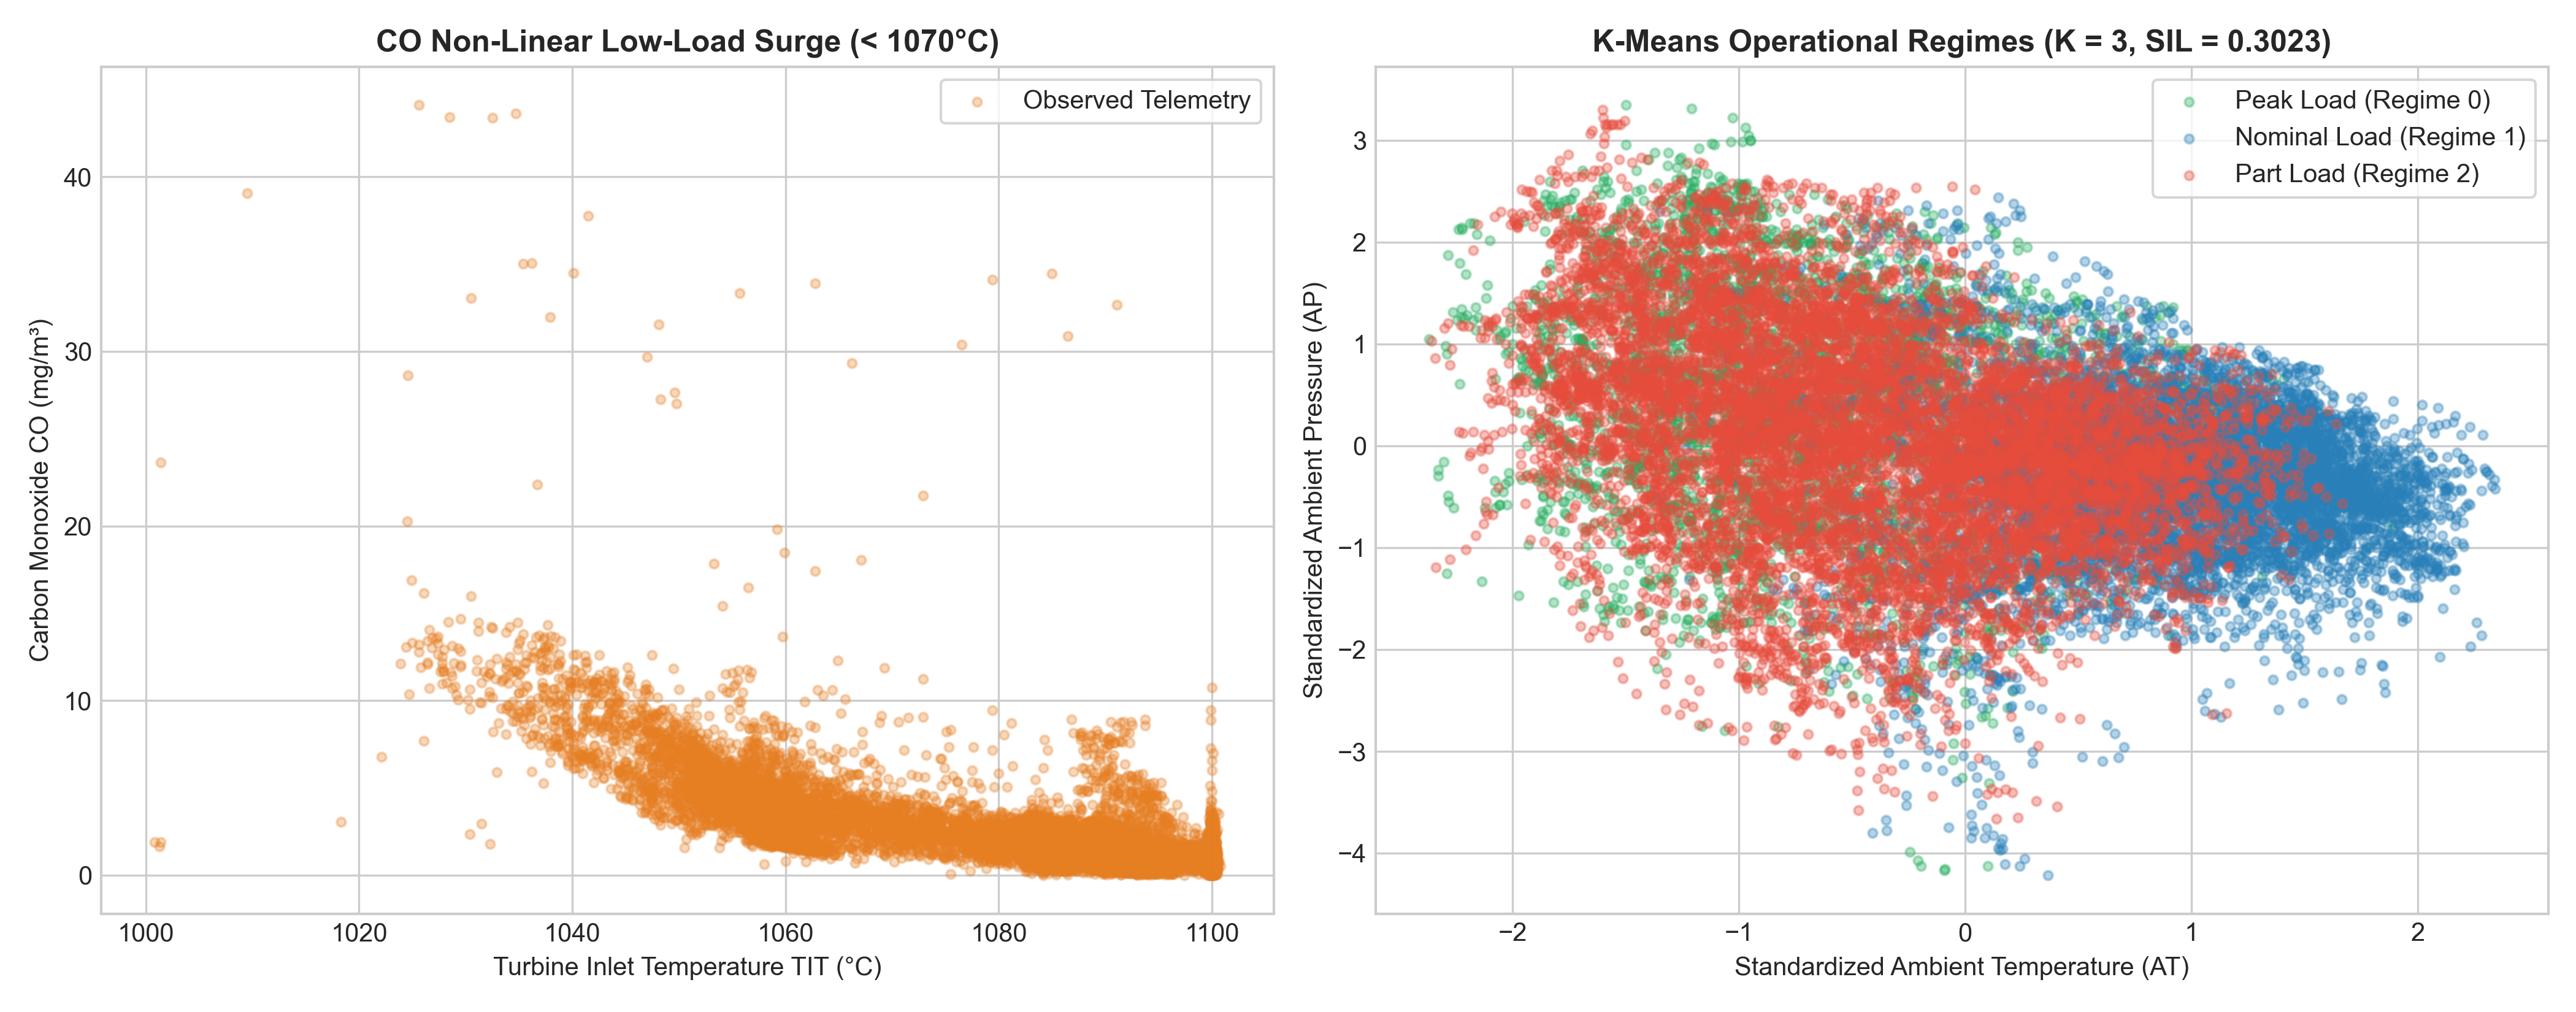 CO Non-Linear Low-Load Surge (< 1070°C)
Observed Telemetry
Carbon Monoxide CO (mg/m³)
40
30
20
10
0
1000 1020 1040 1060 1080 1100
Turbine Inlet Temperature TIT (°C)
K-Means Operational Regimes (K = 3, SIL = 0.3023)
Peak Load (Regime 0)
Nominal Load (Regime 1)
Part Load (Regime 2)
Standardized Ambient Pressure (AP)
3
2
1
0
−1
−2
−3
−4
−2 −1 0 1 2
Standardized Ambient Temperature (AT)